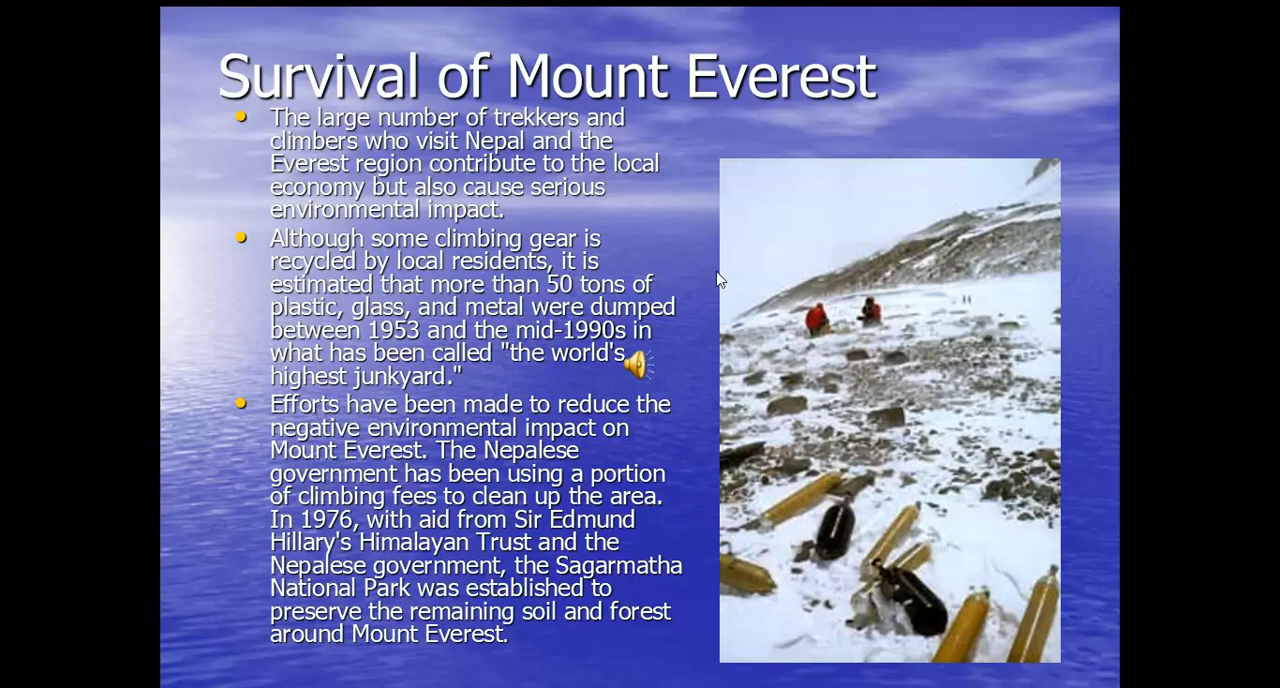 Survival of Mount Everest
The large number of trekkers and
climbers who visit Nepal and the
Everest region contribute to the local
economy but also cause serious
environmental impact.
Although some climbing gear is
recycled by local residents, it is
estimated that more than 50 tons of
plastic, glass, and metal were dumped
between 1953 and the mid-1990s in
what has been called "the world's
highest junkyard."
Efforts have been made to reduce the
negative environmental impact on
Mount Everest. The Nepalese
government has been using a portion
of climbing fees to clean up the area.
In 1976, with aid from Sir Edmund
Hillary's Himalayan Trust and the
Nepalese government, the Sagarmatha
National Park was established to
preserve the remaining soil and forest
around Mount Everest.